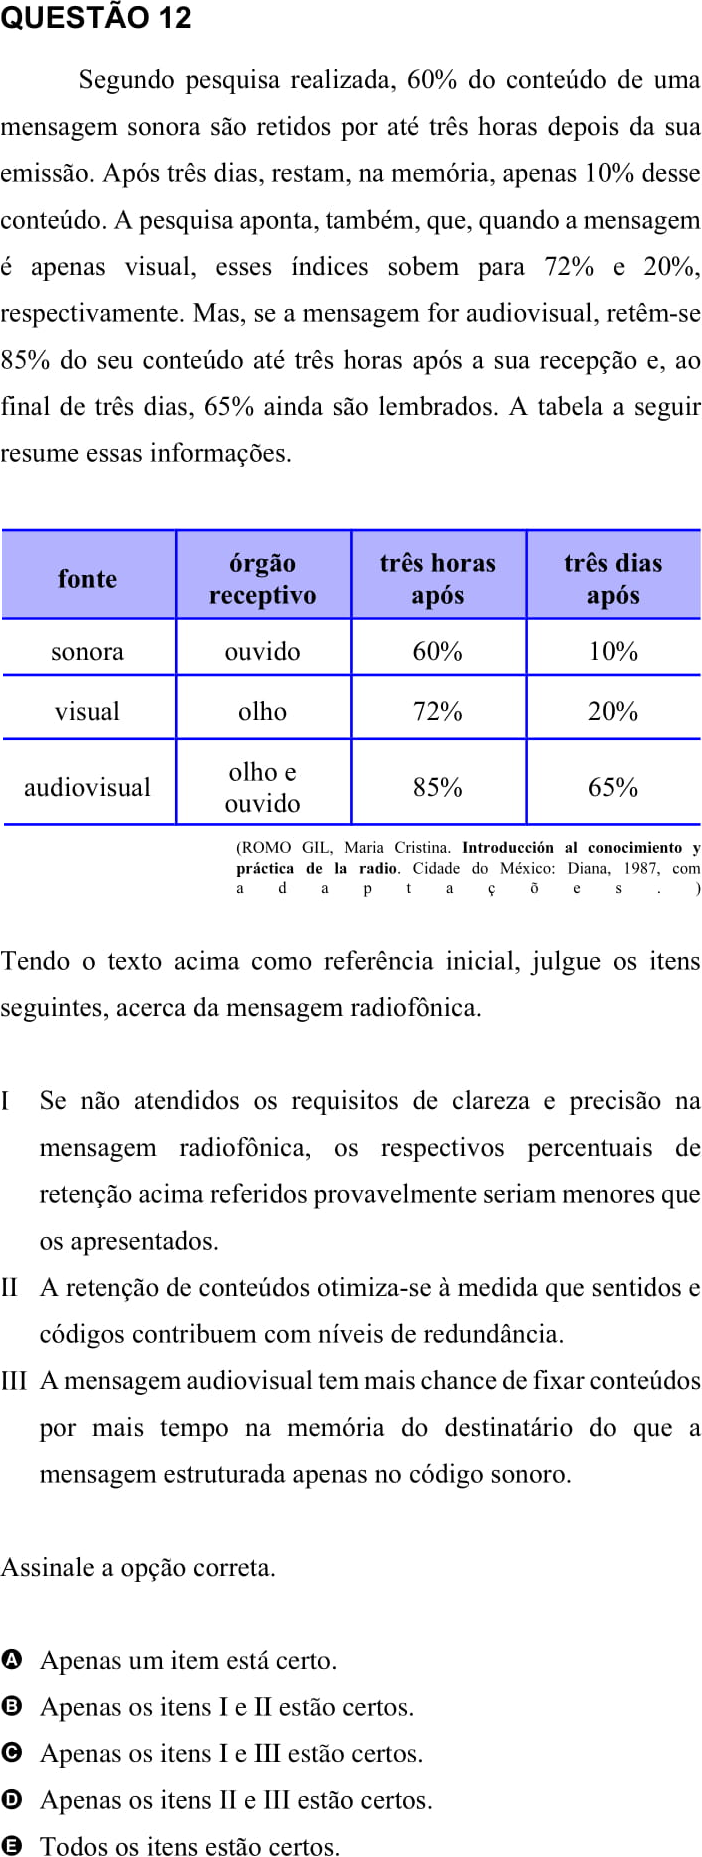 QUESTÃO 12
Segundo pesquisa realizada, 60% do conteúdo de uma
mensagem sonora são retidos por até três horas depois da sua
emissão. Após três dias, restam, na memória, apenas 10% desse
conteúdo. A pesquisa aponta, também, que, quando a mensagem
é apenas visual, esses índices sobem para 72% e 20%,
respectivamente. Mas, se a mensagem for audiovisual, retêm-se
85% do seu conteúdo até três horas após a sua recepção e, ao
final de três dias, 65% ainda são lembrados. A tabela a seguir
resume essas informações.
fonte órgão receptivo três horas após três dias após
sonora ouvido 60% 10%
visual olho 72% 20%
audiovisual olho e ouvido 85% 65%
(ROMO GIL, Maria Cristina. Introducción al conocimiento y
práctica de la radio. Cidade do México: Diana, 1987, com
a d a p t a ç õ e s . )
Tendo o texto acima como referência inicial, julgue os itens
seguintes, acerca da mensagem radiofônica.
I Se não atendidos os requisitos de clareza e precisão na
mensagem radiofônica, os respectivos percentuais de
retenção acima referidos provavelmente seriam menores que
os apresentados.
II A retenção de conteúdos otimiza-se à medida que sentidos e
códigos contribuem com níveis de redundância.
III A mensagem audiovisual tem mais chance de fixar conteúdos
por mais tempo na memória do destinatário do que a
mensagem estruturada apenas no código sonoro.
Assinale a opção correta.
A Apenas um item está certo.
B Apenas os itens I e II estão certos.
C Apenas os itens I e III estão certos.
D Apenas os itens II e III estão certos.
E Todos os itens estão certos.